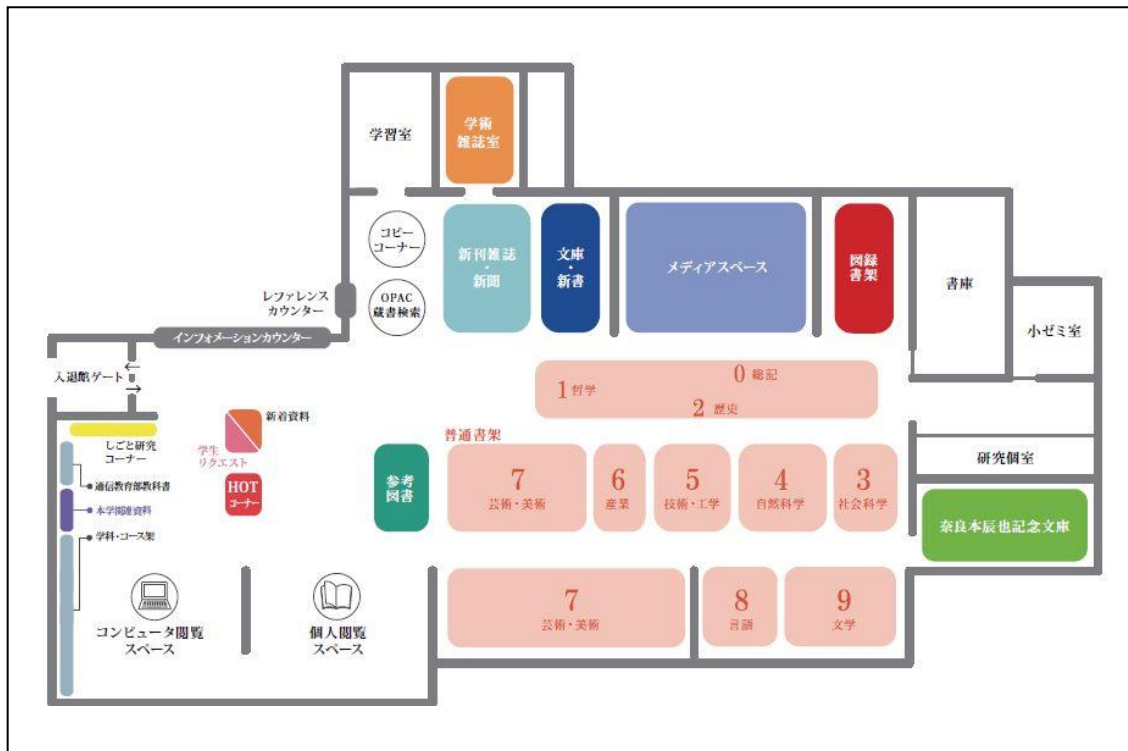 学習室
学術
雑誌室
コピー
コーナー
新刊雑誌
・
新聞
文庫
・
新書
メディアスペース
図録
書架
書庫
レファレンス
カウンター
OPAC
蔵書検索
インフォメーションカウンター
小ゼミ室
入退館ゲート
0 総記
1 哲学
2 歴史
新着資料
しごと研究
コーナー
学生
リクエスト
普通書架
HOT
コーナー
参考
図書
7
芸術・美術
6
産業
5
技術・工学
4
自然科学
3
社会科学
研究個室
通信教育部教科書
本学関連資料
学科・コース架
奈良本辰也記念文庫
コンピュータ閲覧
スペース
個人閲覧
スペース
7
芸術・美術
8
言語
9
文学